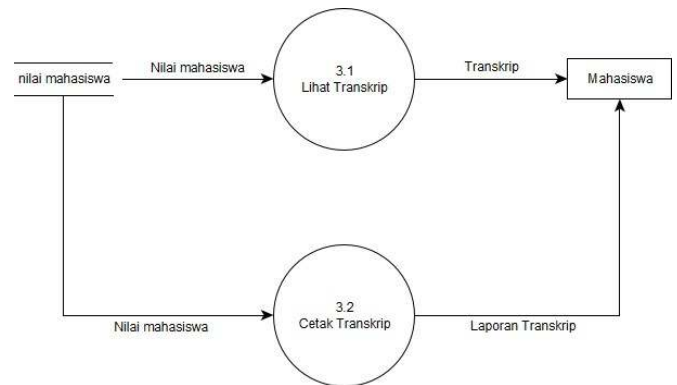 nilai mahasiswa
Nilai mahasiswa
3.1
Lihat Transkrip
Transkrip
Mahasiswa
Nilai mahasiswa
3.2
Cetak Transkrip
Laporan Transkrip